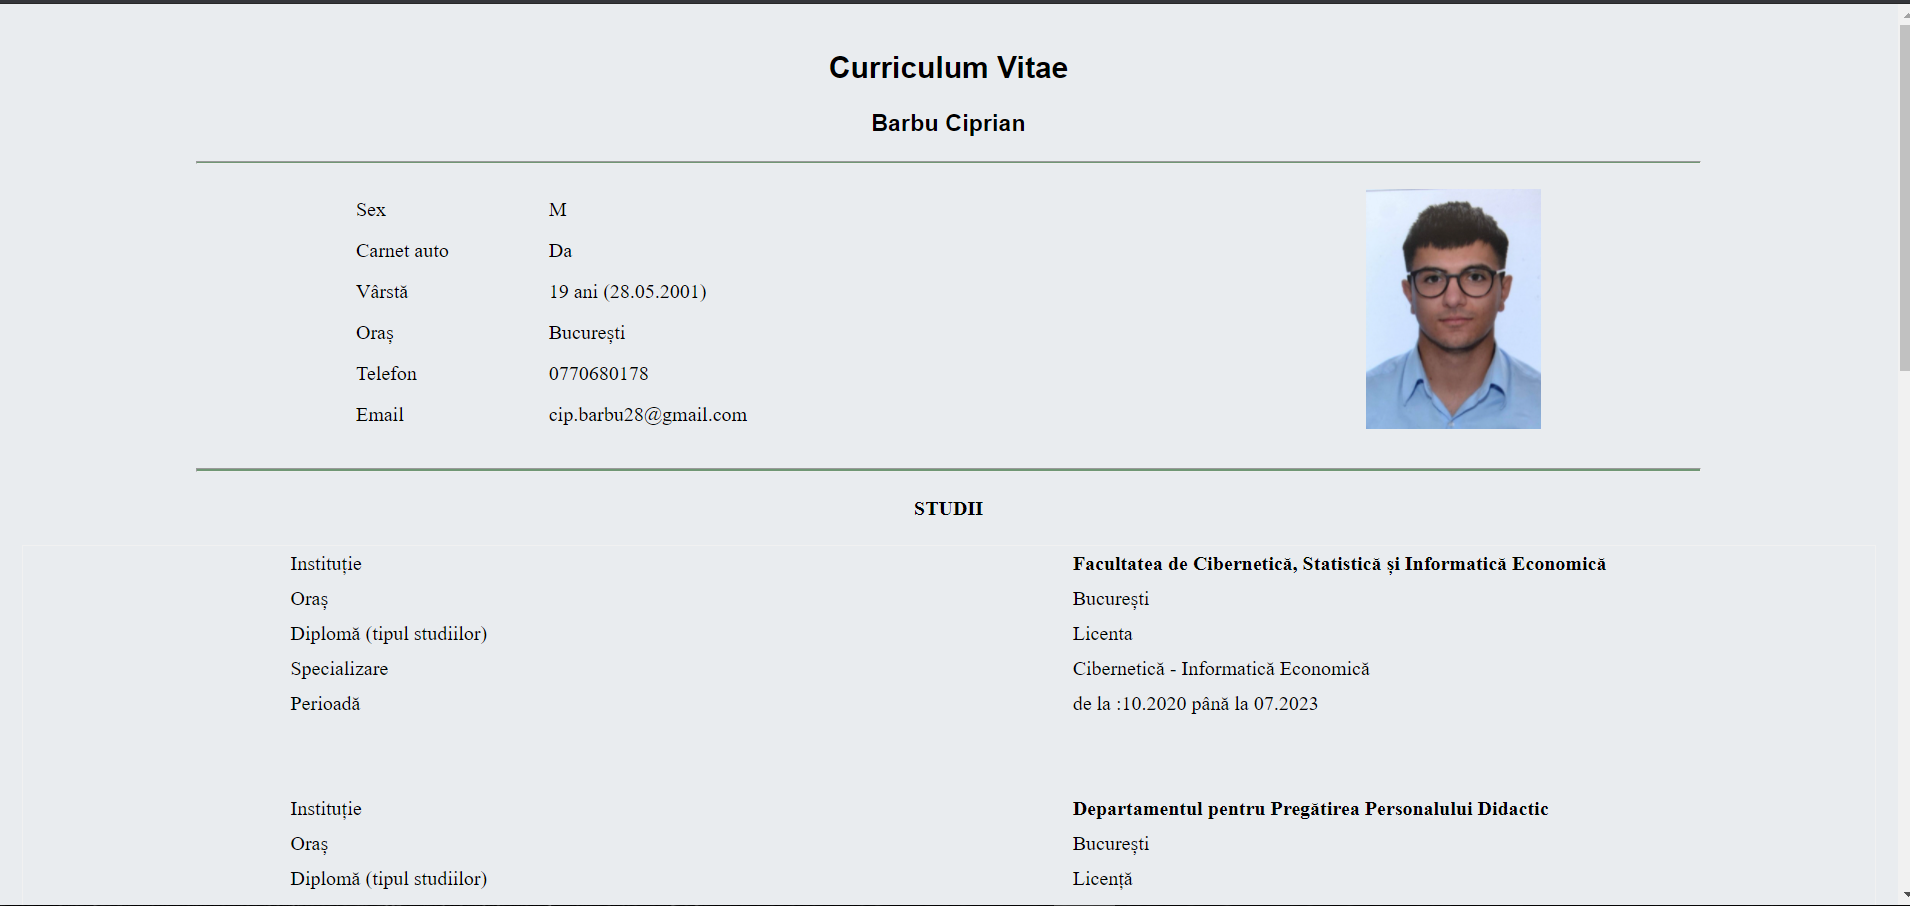 Curriculum Vitae
Barbu Ciprian
Sex M
Carnet auto Da
Vârstă 19 ani (28.05.2001)
Oraș București
Telefon 0770680178
Email cip.barbu28@gmail.com
STUDII
Instituție Facultatea de Cibernetică, Statistică și Informatică Economică
Oraș București
Diplomă (tipul studiilor) Licenta
Specializare Cibernetică - Informatică Economică
Perioadă de la :10.2020 până la 07.2023
Instituție Departamentul pentru Pregătirea Personalului Didactic
Oraș București
Diplomă (tipul studiilor) Licență